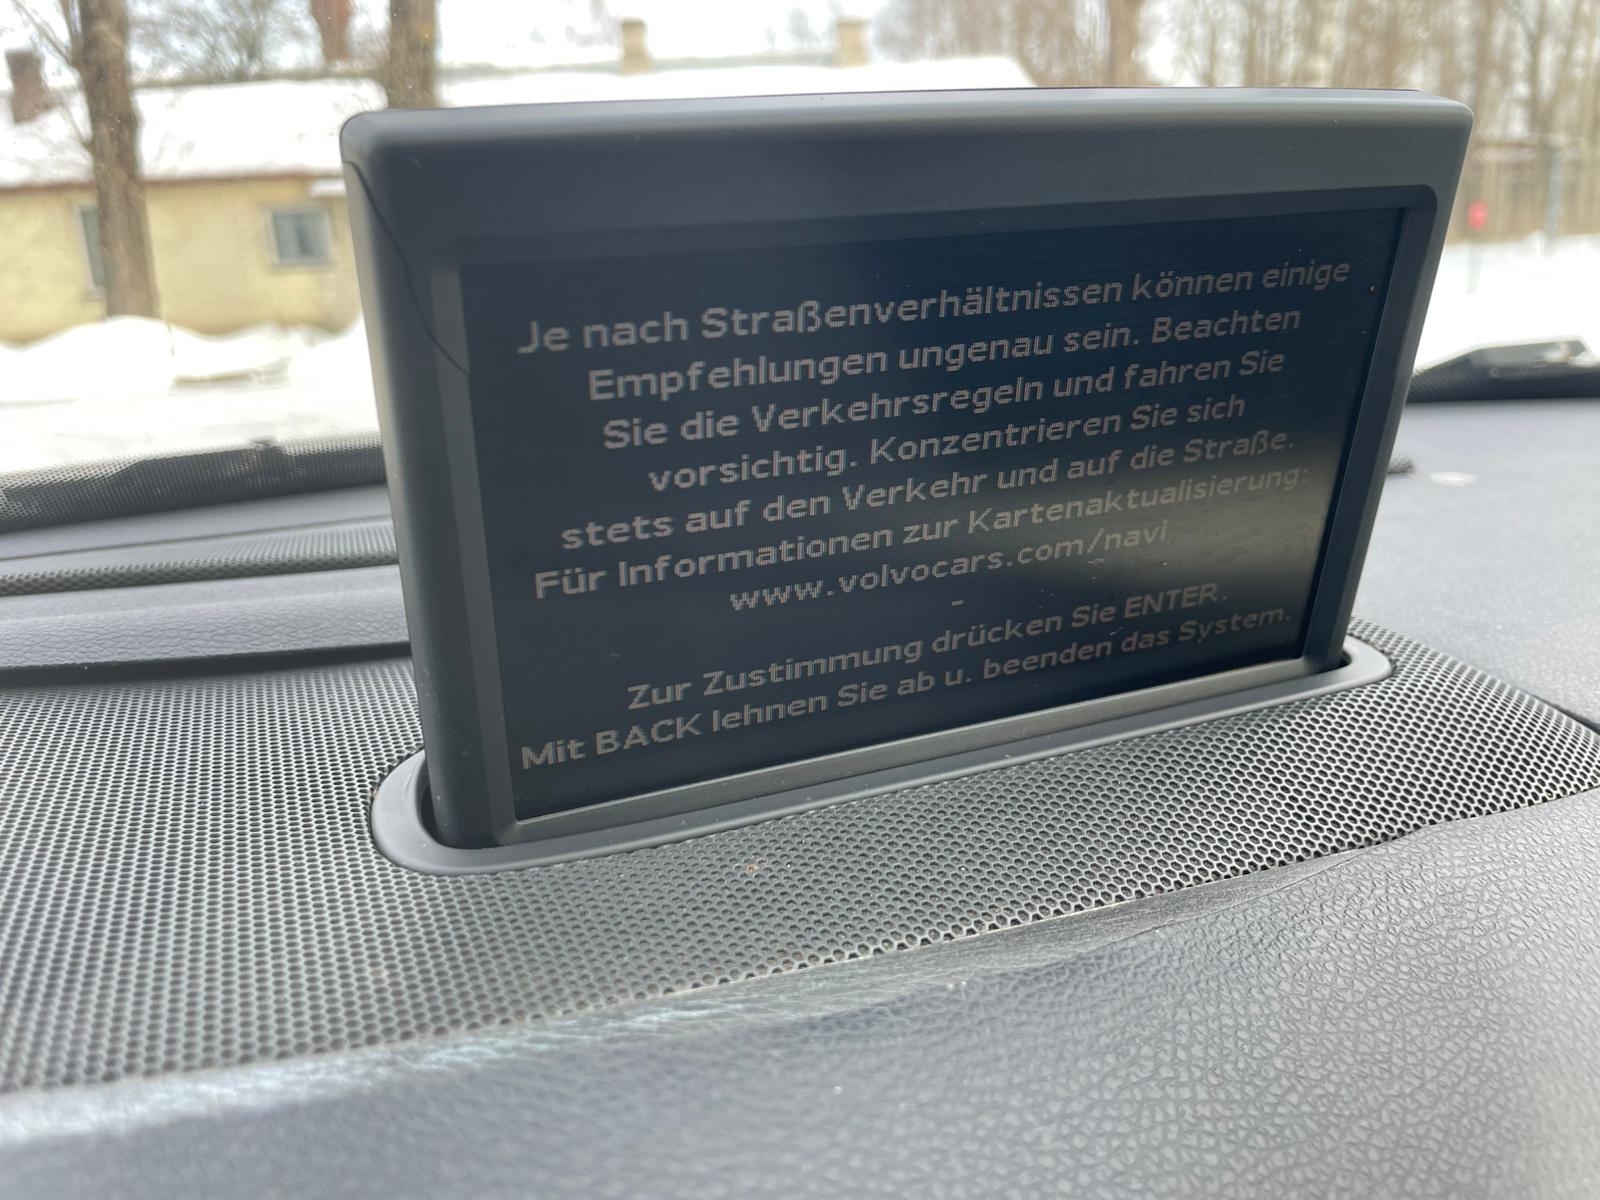 Je nach Straßenverhältnissen können einige
Empfehlungen ungenau sein. Beachten
Sie die Verkehrsregeln und fahren Sie
vorsichtig. Konzentrieren Sie sich
stets auf den Verkehr und auf die Straße.
Für Informationen zur Kartenaktualisierung:
www.volvocars.com/navi
-
Zur Zustimmung drücken Sie ENTER.
Mit BACK lehnen Sie ab u. beenden das System.